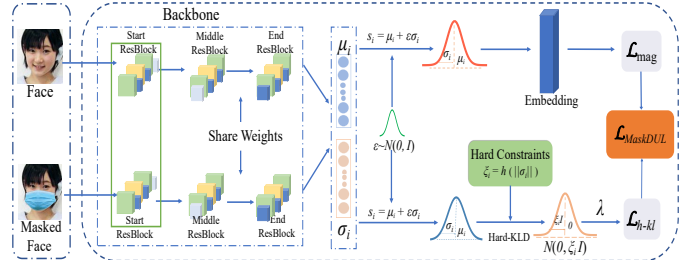 Backbone
Start
ResBlock
Middle
ResBlock
End
ResBlock
Face
Share Weights
Masked
Face
Start
ResBlock
Middle
ResBlock
End
ResBlock
μᵢ
σᵢ
sᵢ = μᵢ + εσᵢ
ε~N(0, I)
sᵢ = μᵢ + εσᵢ
σᵢ μᵢ
Embedding
ℒmag
Hard Constraints
ξᵢ = h ( ||σᵢ|| )
ℒMaskDUL
σᵢ μᵢ
Hard-KLD
ξᵢI 0
N(0, ξᵢ I)
λ
ℒh-kl